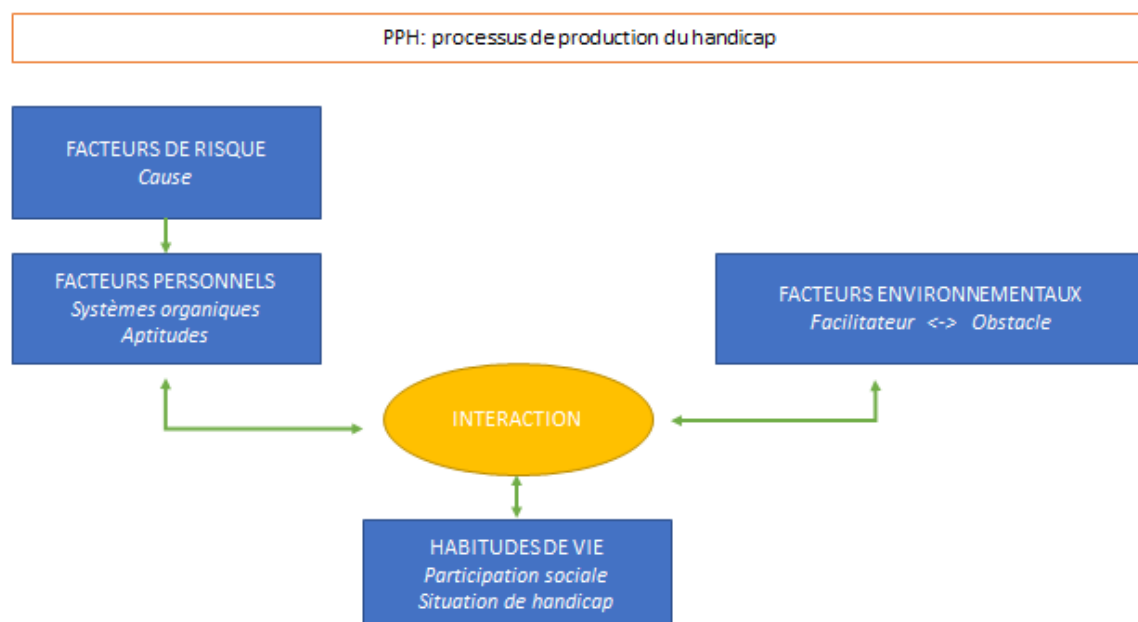 PPH: processus de production du handicap
FACTEURS DE RISQUE
Cause
FACTEURS PERSONNELS
Systèmes organiques
Aptitudes
FACTEURS ENVIRONNEMENTAUX
Facilitateur <-> Obstacle
INTERACTION
HABITUDES DE VIE
Participation sociale
Situation de handicap